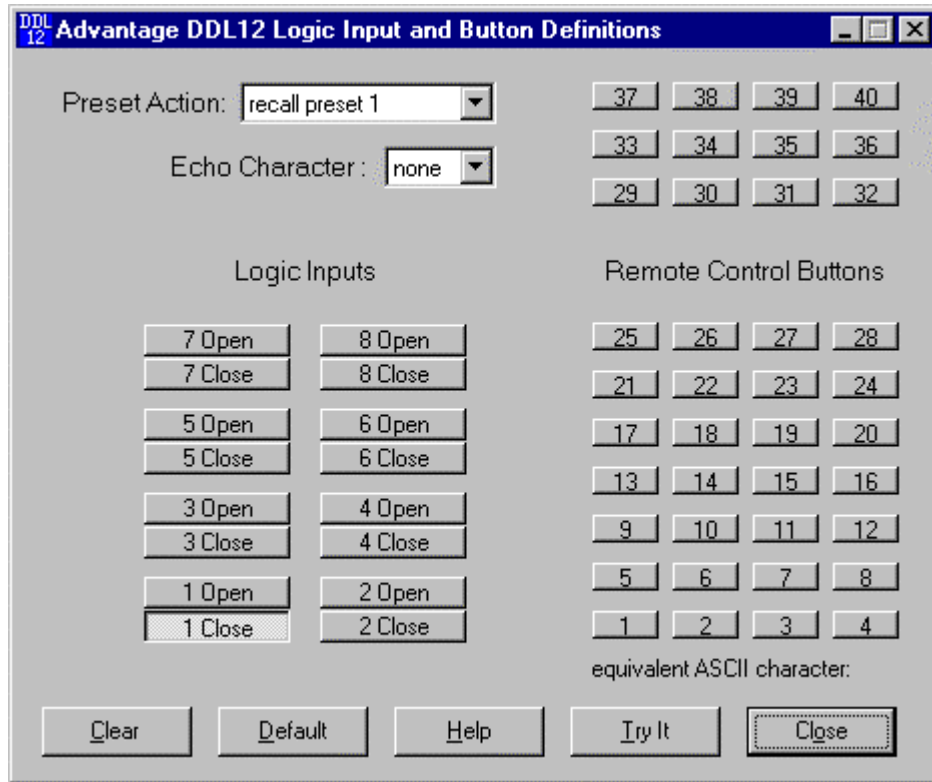 DDL 12 Advantage DDL12 Logic Input and Button Definitions
Preset Action: recall preset 1
Echo Character : none
37 38 39 40
33 34 35 36
29 30 31 32
Logic Inputs
7 Open 8 Open
7 Close 8 Close
5 Open 6 Open
5 Close 6 Close
3 Open 4 Open
3 Close 4 Close
1 Open 2 Open
1 Close 2 Close
Remote Control Buttons
25 26 27 28
21 22 23 24
17 18 19 20
13 14 15 16
9 10 11 12
5 6 7 8
1 2 3 4
equivalent ASCII character:
Clear Default Help Try It Close